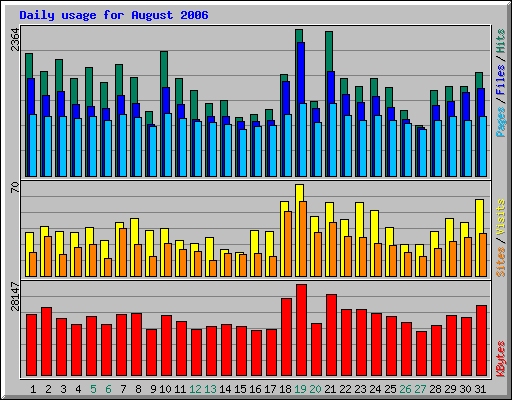 Daily usage for August 2006
2364
Pages / Files / Hits
70
Sites / Visits
28147
KBytes
1 2 3 4 5 6 7 8 9 10 11 12 13 14 15 16 17 18 19 20 21 22 23 24 25 26 27 28 29 30 31